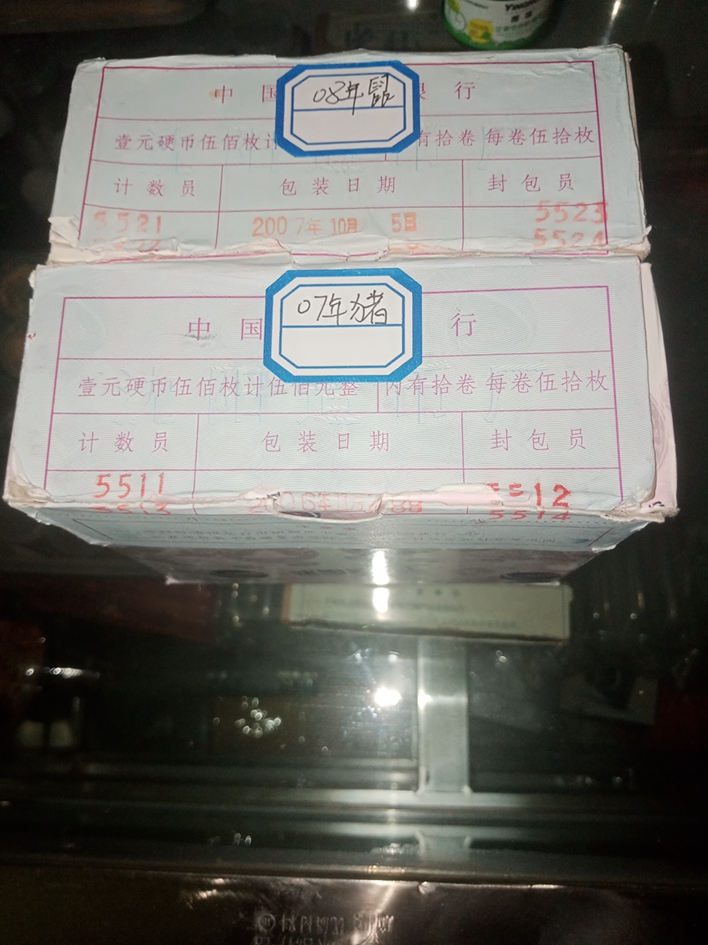 08年鼠
中国 银行
壹元硬币伍佰枚计 内有拾卷 每卷伍拾枚
计数员 包装日期 封包员
5521 2007年10月 5日 5523
5524
07年猪
中国 行
壹元硬币伍佰枚计伍佰元整 内有拾卷 每卷伍拾枚
计数员 包装日期 封包员
5511 5512
5514